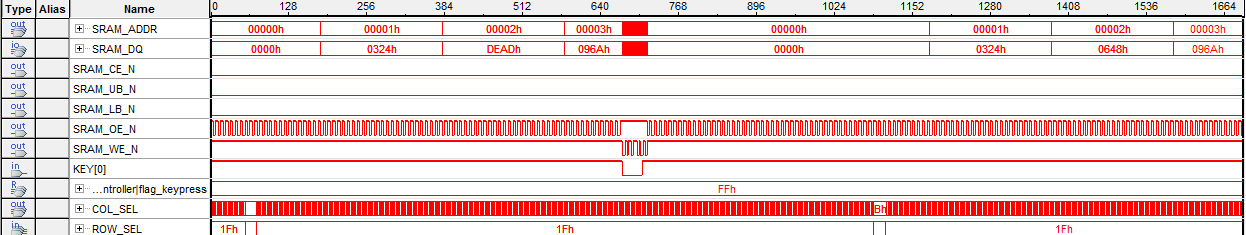 Type Alias Name 0 128 256 384 512 640 768 896 1024 1152 1280 1408 1536 1664
out SRAM_ADDR 00000h 00001h 00002h 00003h 00000h 00001h 00002h 00003h
io SRAM_DQ 0000h 0324h DEADh 096Ah 0000h 0324h 0648h 096Ah
out SRAM_CE_N
out SRAM_UB_N
out SRAM_LB_N
out SRAM_OE_N
out SRAM_WE_N
in KEY[0]
R ...ntroller|flag_keypress FFh
out COL_SEL Bh
out ROW_SEL 1Fh 1Fh 1Fh